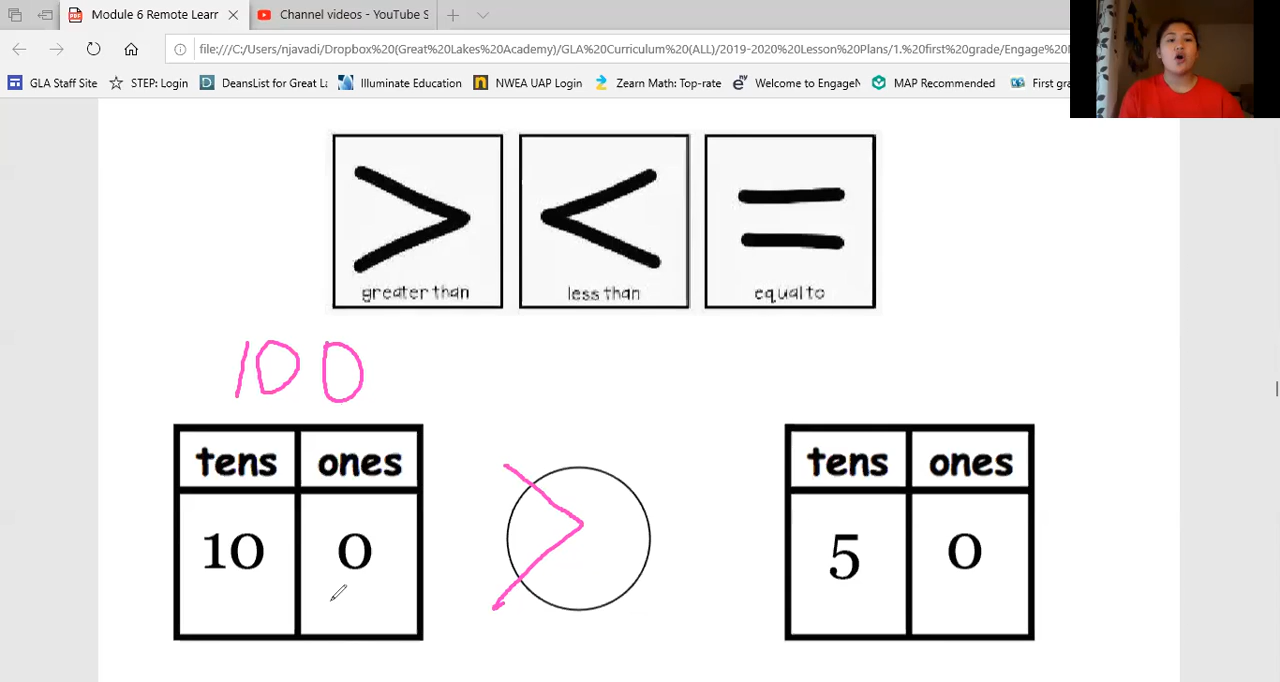 Module 6 Remote Learn
Channel videos - YouTube S
file:///C:/Users/njavadi/Dropbox%20(Great%20Lakes%20Academy)/GLA%20Curriculum%20(ALL)/2019-2020%20Lesson%20Plans/1.%20first%20grade/Engage%
GLA Staff Site STEP: Login DeansList for Great La Illuminate Education NWEA UAP Login Zearn Math: Top-rate Welcome to EngageN MAP Recommended First gra
> < =
greater than less than equal to
100
tens ones tens ones
10 0 > 5 0